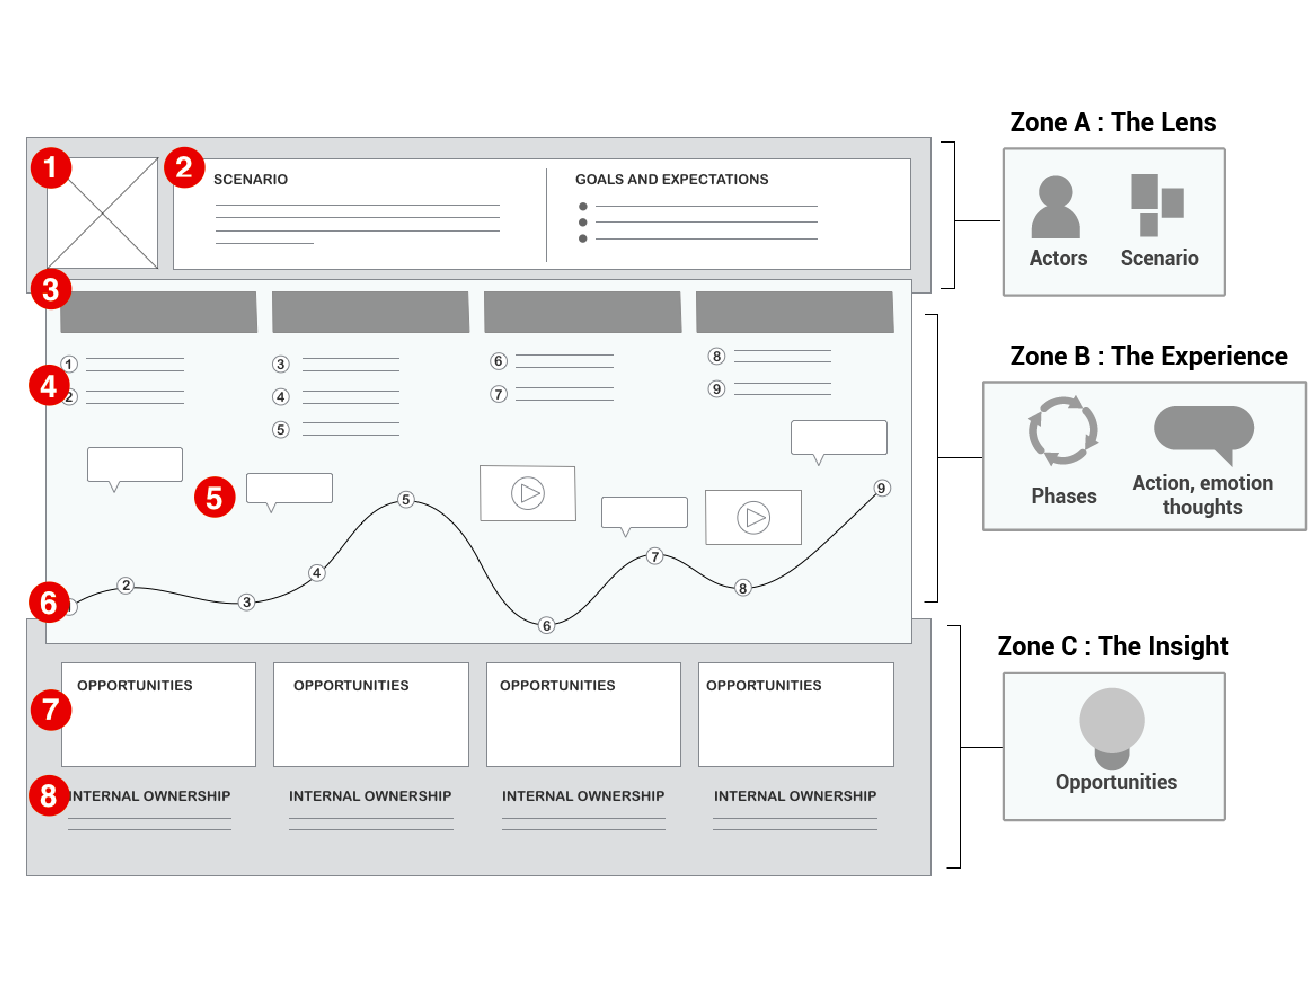 Zone A : The Lens
1
2
SCENARIO
GOALS AND EXPECTATIONS
Actors
Scenario
3
Zone B : The Experience
1
3
6
8
4
2
4
7
9
5
Phases
Action, emotion
thoughts
5
5
9
7
4
8
2
3
6
1
6
Zone C : The Insight
7
OPPORTUNITIES
OPPORTUNITIES
OPPORTUNITIES
OPPORTUNITIES
Opportunities
8
INTERNAL OWNERSHIP
INTERNAL OWNERSHIP
INTERNAL OWNERSHIP
INTERNAL OWNERSHIP